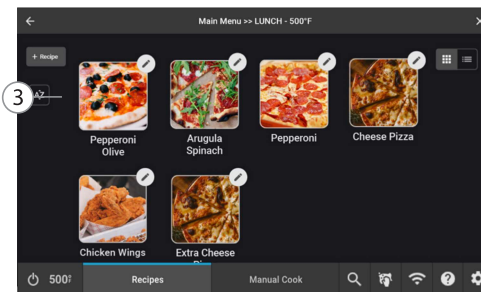 Main Menu >> LUNCH - 500°F
+ Recipe
3
Pepperoni
Olive
Arugula
Spinach
Pepperoni
Cheese Pizza
Chicken Wings
Extra Cheese
500°F
Recipes
Manual Cook
?